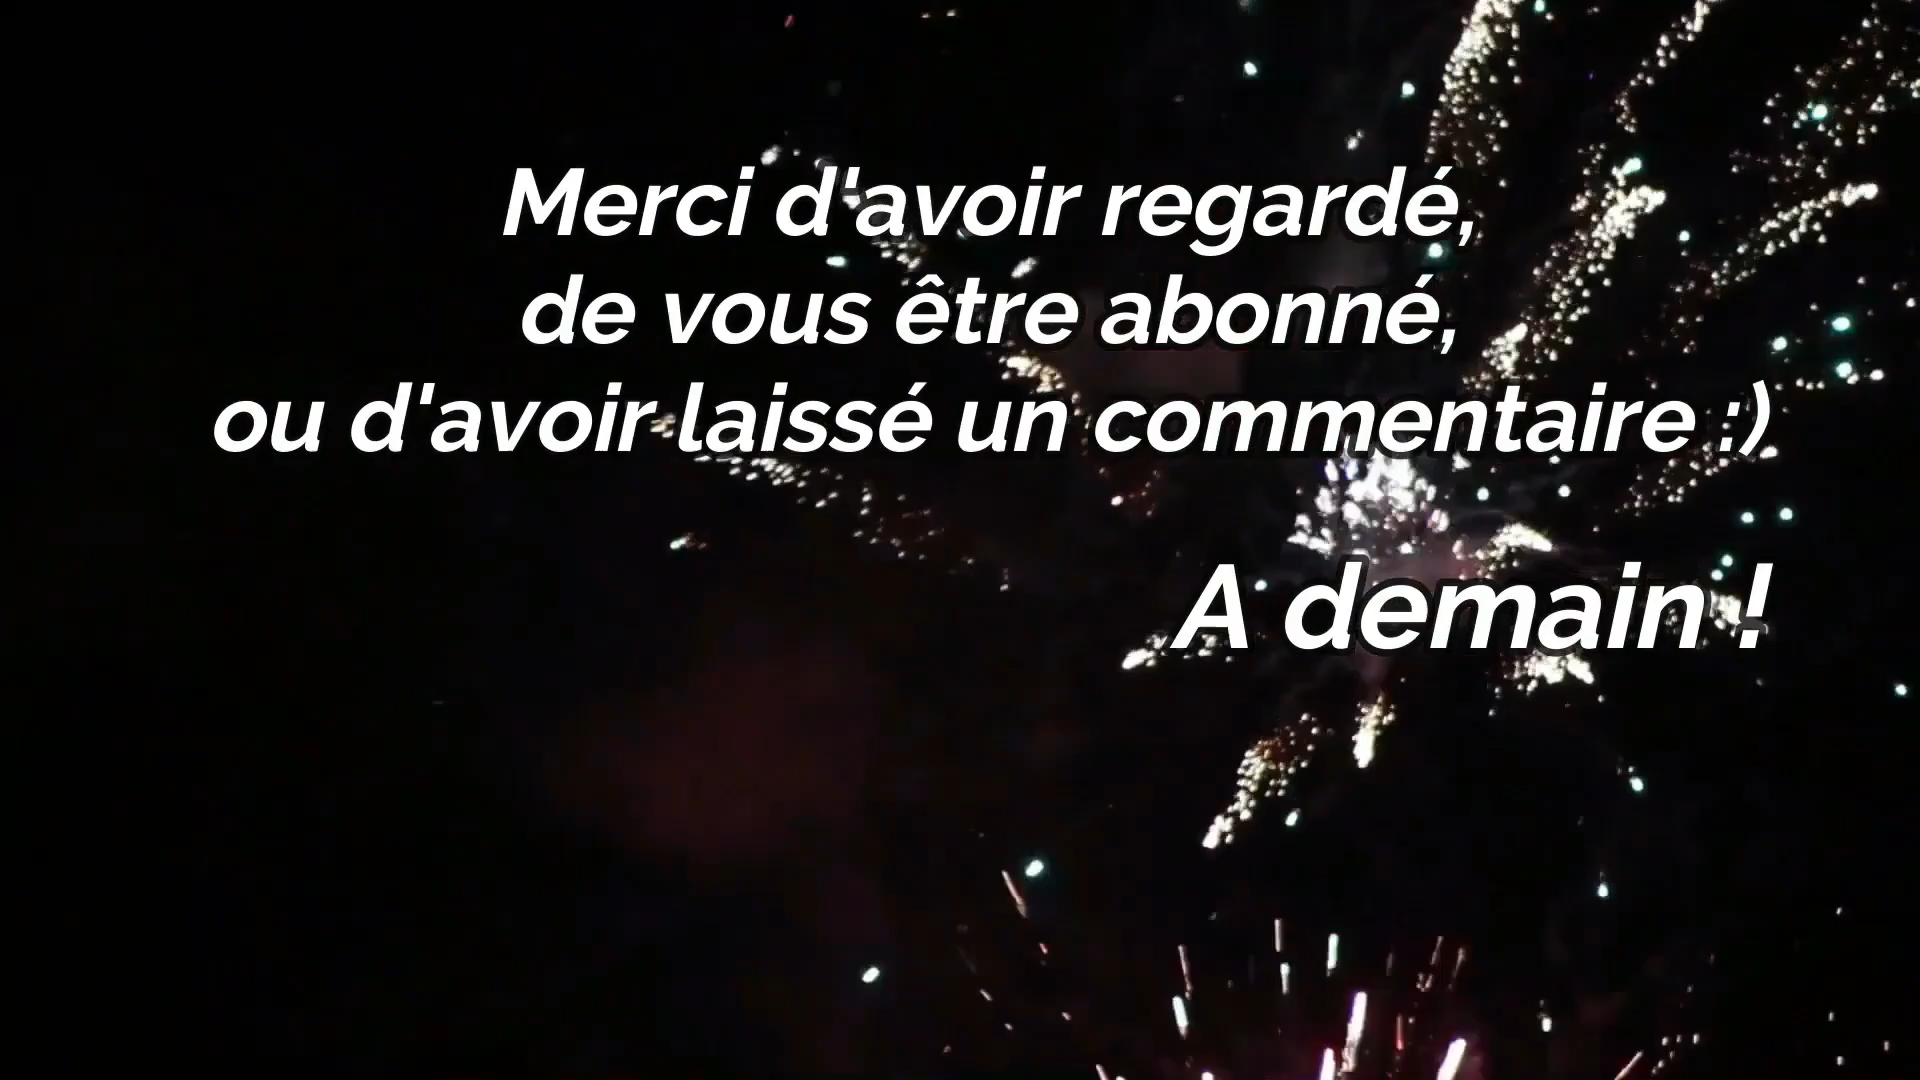 Merci d'avoir regardé,
de vous être abonné,
ou d'avoir laissé un commentaire :)
A demain !